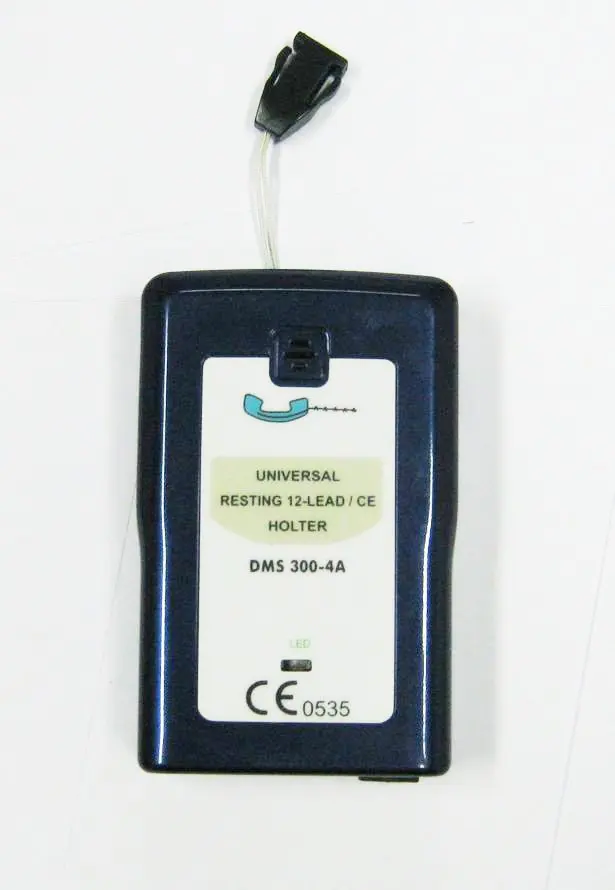 UNIVERSAL
RESTING 12-LEAD / CE
HOLTER
DMS 300-4A
LED
CE 0535